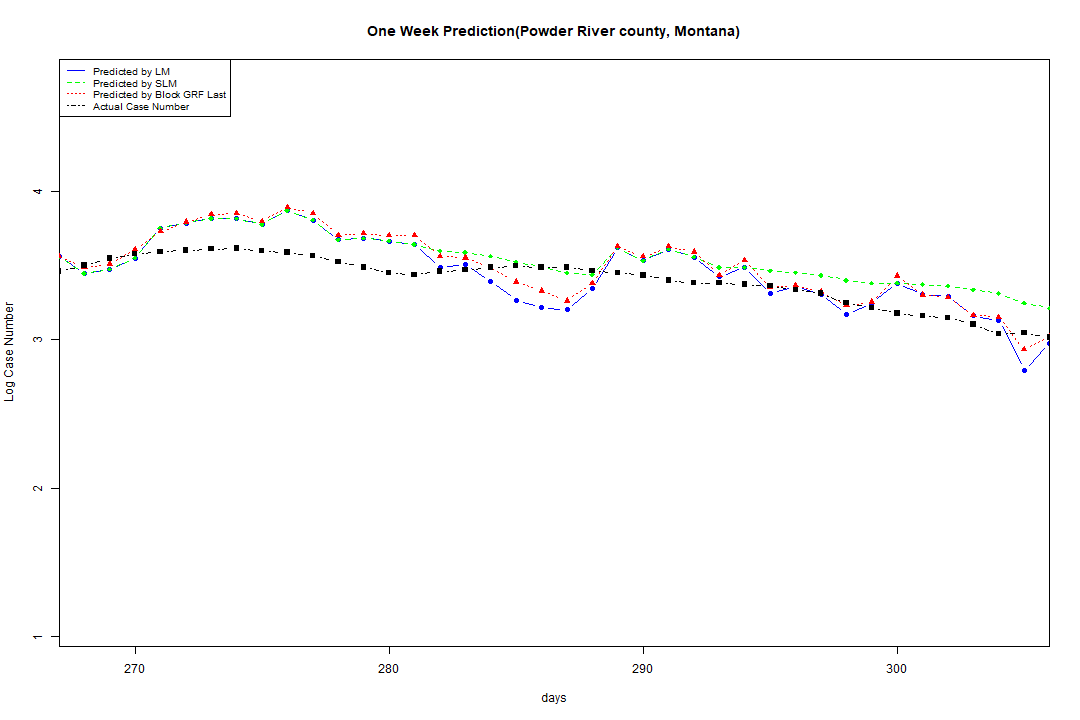 One Week Prediction(Powder River county, Montana)
Predicted by LM
Predicted by SLM
Predicted by Block GRF Last
Actual Case Number
Log Case Number
4
3
2
1
270
280
290
300
days